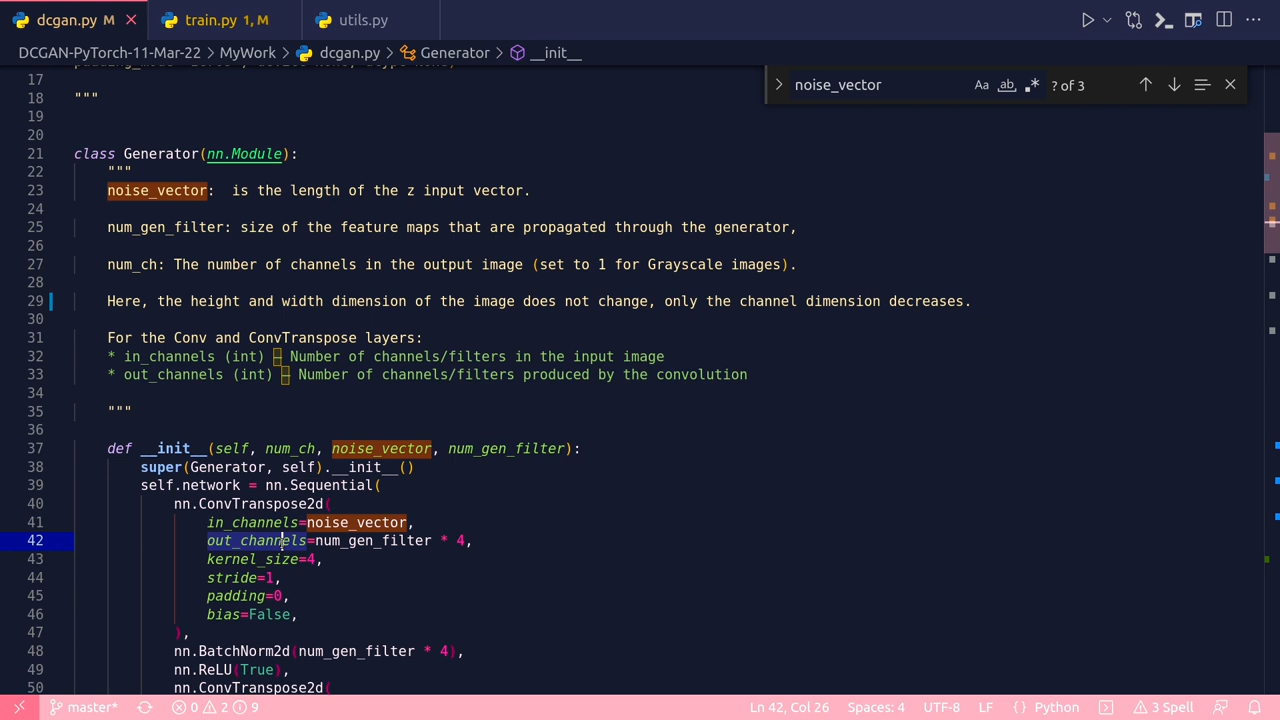 dcgan.py M
train.py 1, M
utils.py
DCGAN-PyTorch-11-Mar-22 > MyWork > dcgan.py > Generator > __init__
noise_vector Aa ab .* ? of 3
17
18 """
19
20
21 class Generator(nn.Module):
22 """
23 noise_vector:  is the length of the z input vector.
24
25 num_gen_filter: size of the feature maps that are propagated through the generator,
26
27 num_ch: The number of channels in the output image (set to 1 for Grayscale images).
28
29 Here, the height and width dimension of the image does not change, only the channel dimension decreases.
30
31 For the Conv and ConvTranspose layers:
32 * in_channels (int) – Number of channels/filters in the input image
33 * out_channels (int) – Number of channels/filters produced by the convolution
34
35 """
36
37 def __init__(self, num_ch, noise_vector, num_gen_filter):
38 super(Generator, self).__init__()
39 self.network = nn.Sequential(
40 nn.ConvTranspose2d(
41 in_channels=noise_vector,
42 out_channels=num_gen_filter * 4,
43 kernel_size=4,
44 stride=1,
45 padding=0,
46 bias=False,
47 ),
48 nn.BatchNorm2d(num_gen_filter * 4),
49 nn.ReLU(True),
50 nn.ConvTranspose2d(
master* 0 2 9 Ln 42, Col 26 Spaces: 4 UTF-8 LF Python 3 Spell